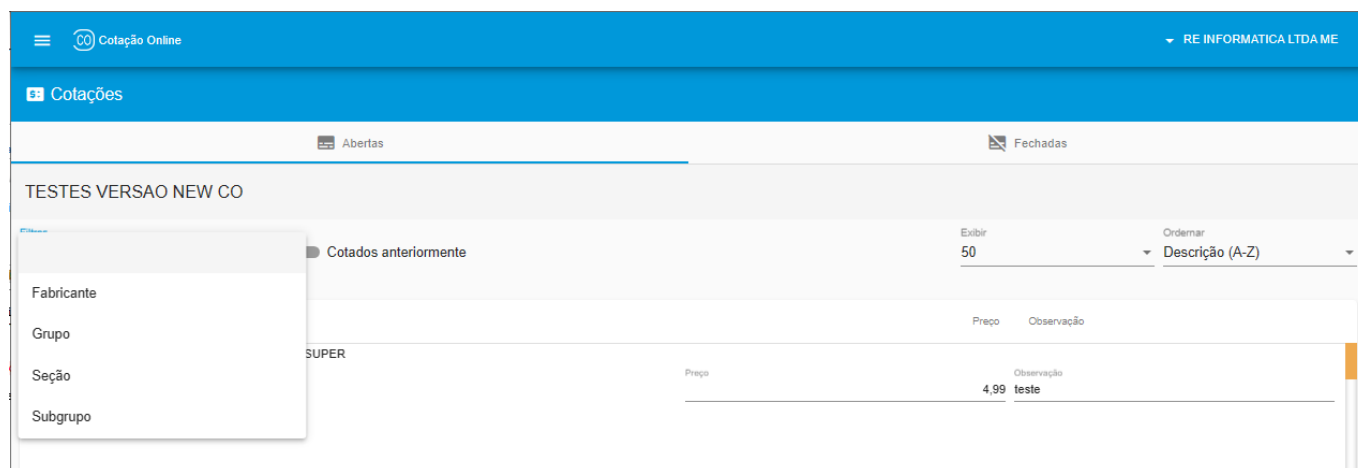 CO Cotação Online
RE INFORMATICA LTDA ME
Cotações
Abertas
Fechadas
TESTES VERSAO NEW CO
Cotados anteriormente
Exibir
50
Ordernar
Descrição (A-Z)
Fabricante
Grupo
Seção
Subgrupo
Preço Observação
SUPER
Preço
4,99
Observação
teste